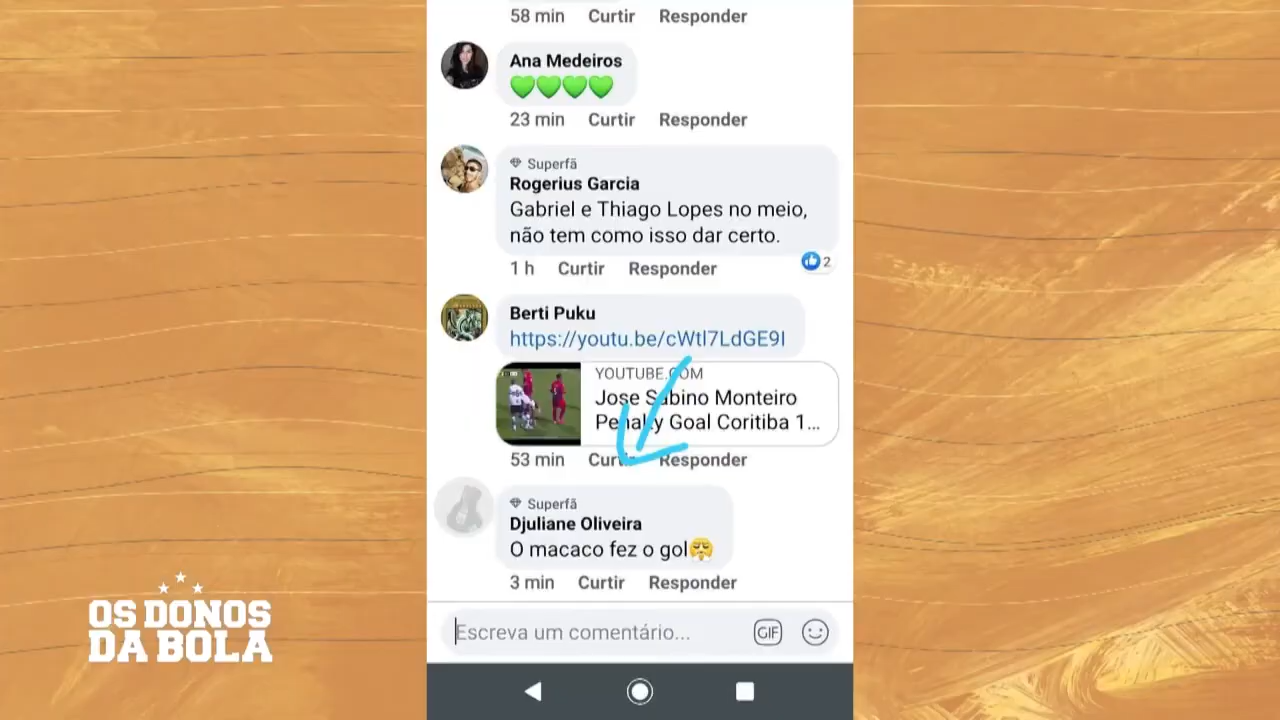 58 min Curtir Responder
Ana Medeiros
💚💚💚💚
23 min Curtir Responder
Superfã
Rogerius Garcia
Gabriel e Thiago Lopes no meio,
não tem como isso dar certo.
1 h Curtir Responder
2
Berti Puku
https://youtu.be/cWtl7LdGE9I
YOUTUBE.COM
Jose Sabino Monteiro
Penalty Goal Coritiba 1...
53 min Curtir Responder
Superfã
Djuliane Oliveira
O macaco fez o gol😤
3 min Curtir Responder
Escreva um comentário...
GIF
OS DONOS
DA BOLA